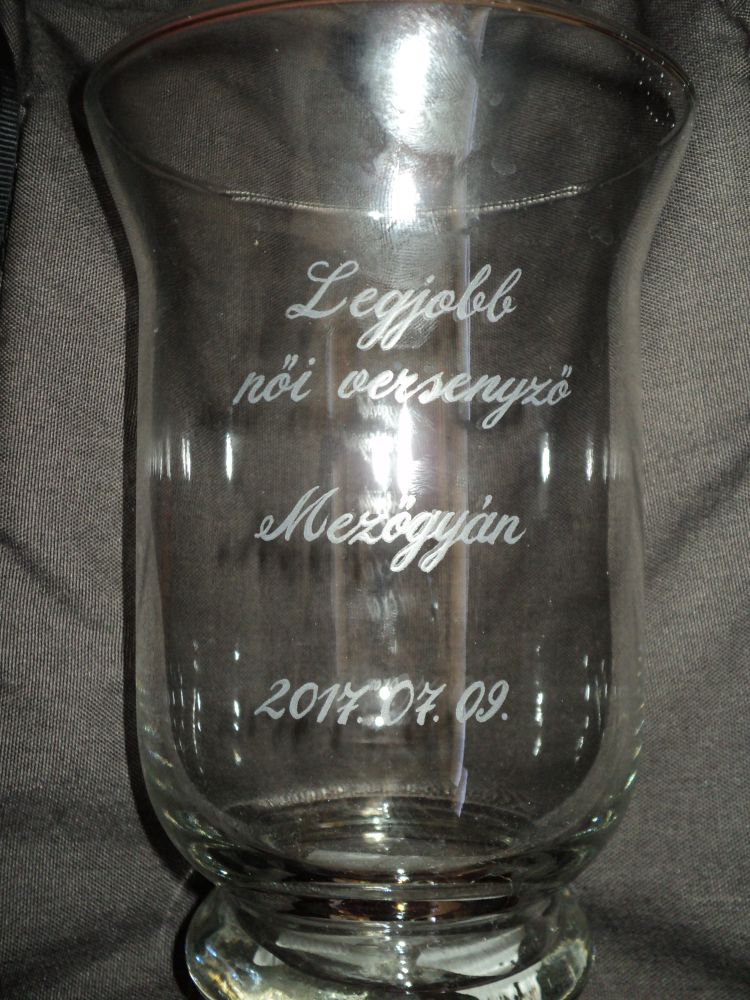 Legjobb
női versenyző
Mezőgyán
2017. 07. 09.